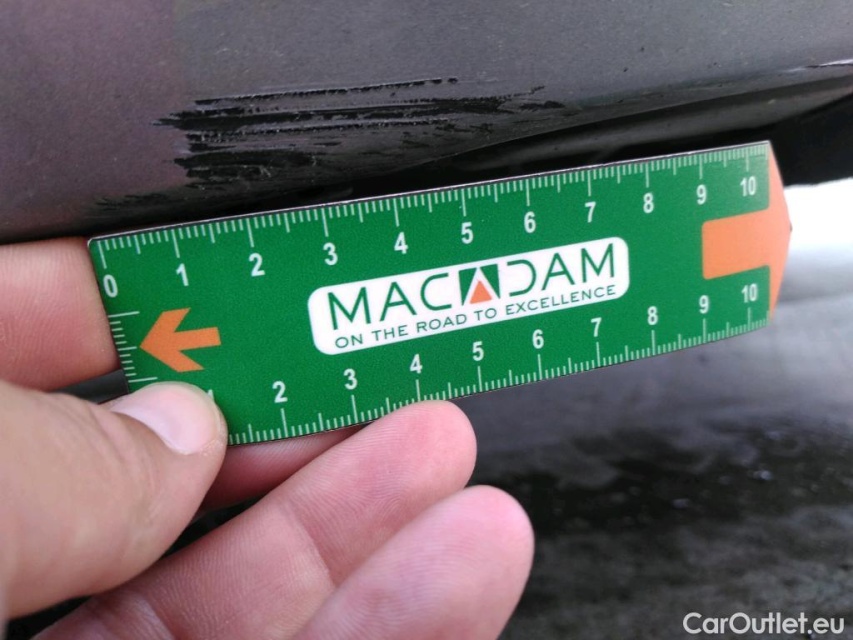 0 1 2 3 4 5 6 7 8 9 10
MACADAM
ON THE ROAD TO EXCELLENCE
2 3 4 5 6 7 8 9 10
CarOutlet.eu